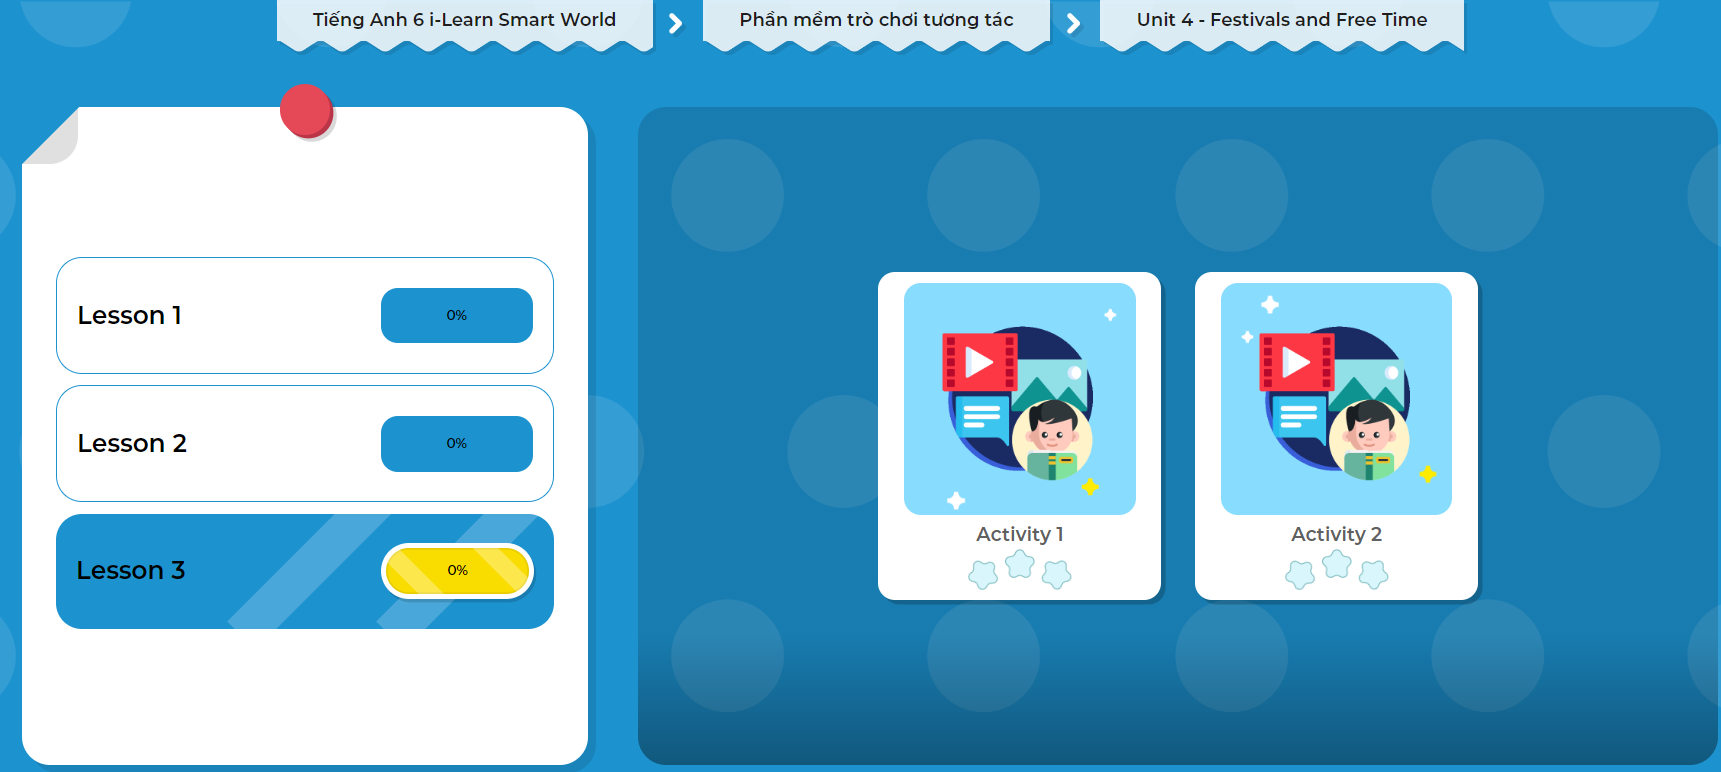 Tiếng Anh 6 i-Learn Smart World
Phần mềm trò chơi tương tác
Unit 4 - Festivals and Free Time
Lesson 1
0%
Lesson 2
0%
Lesson 3
0%
Activity 1
Activity 2